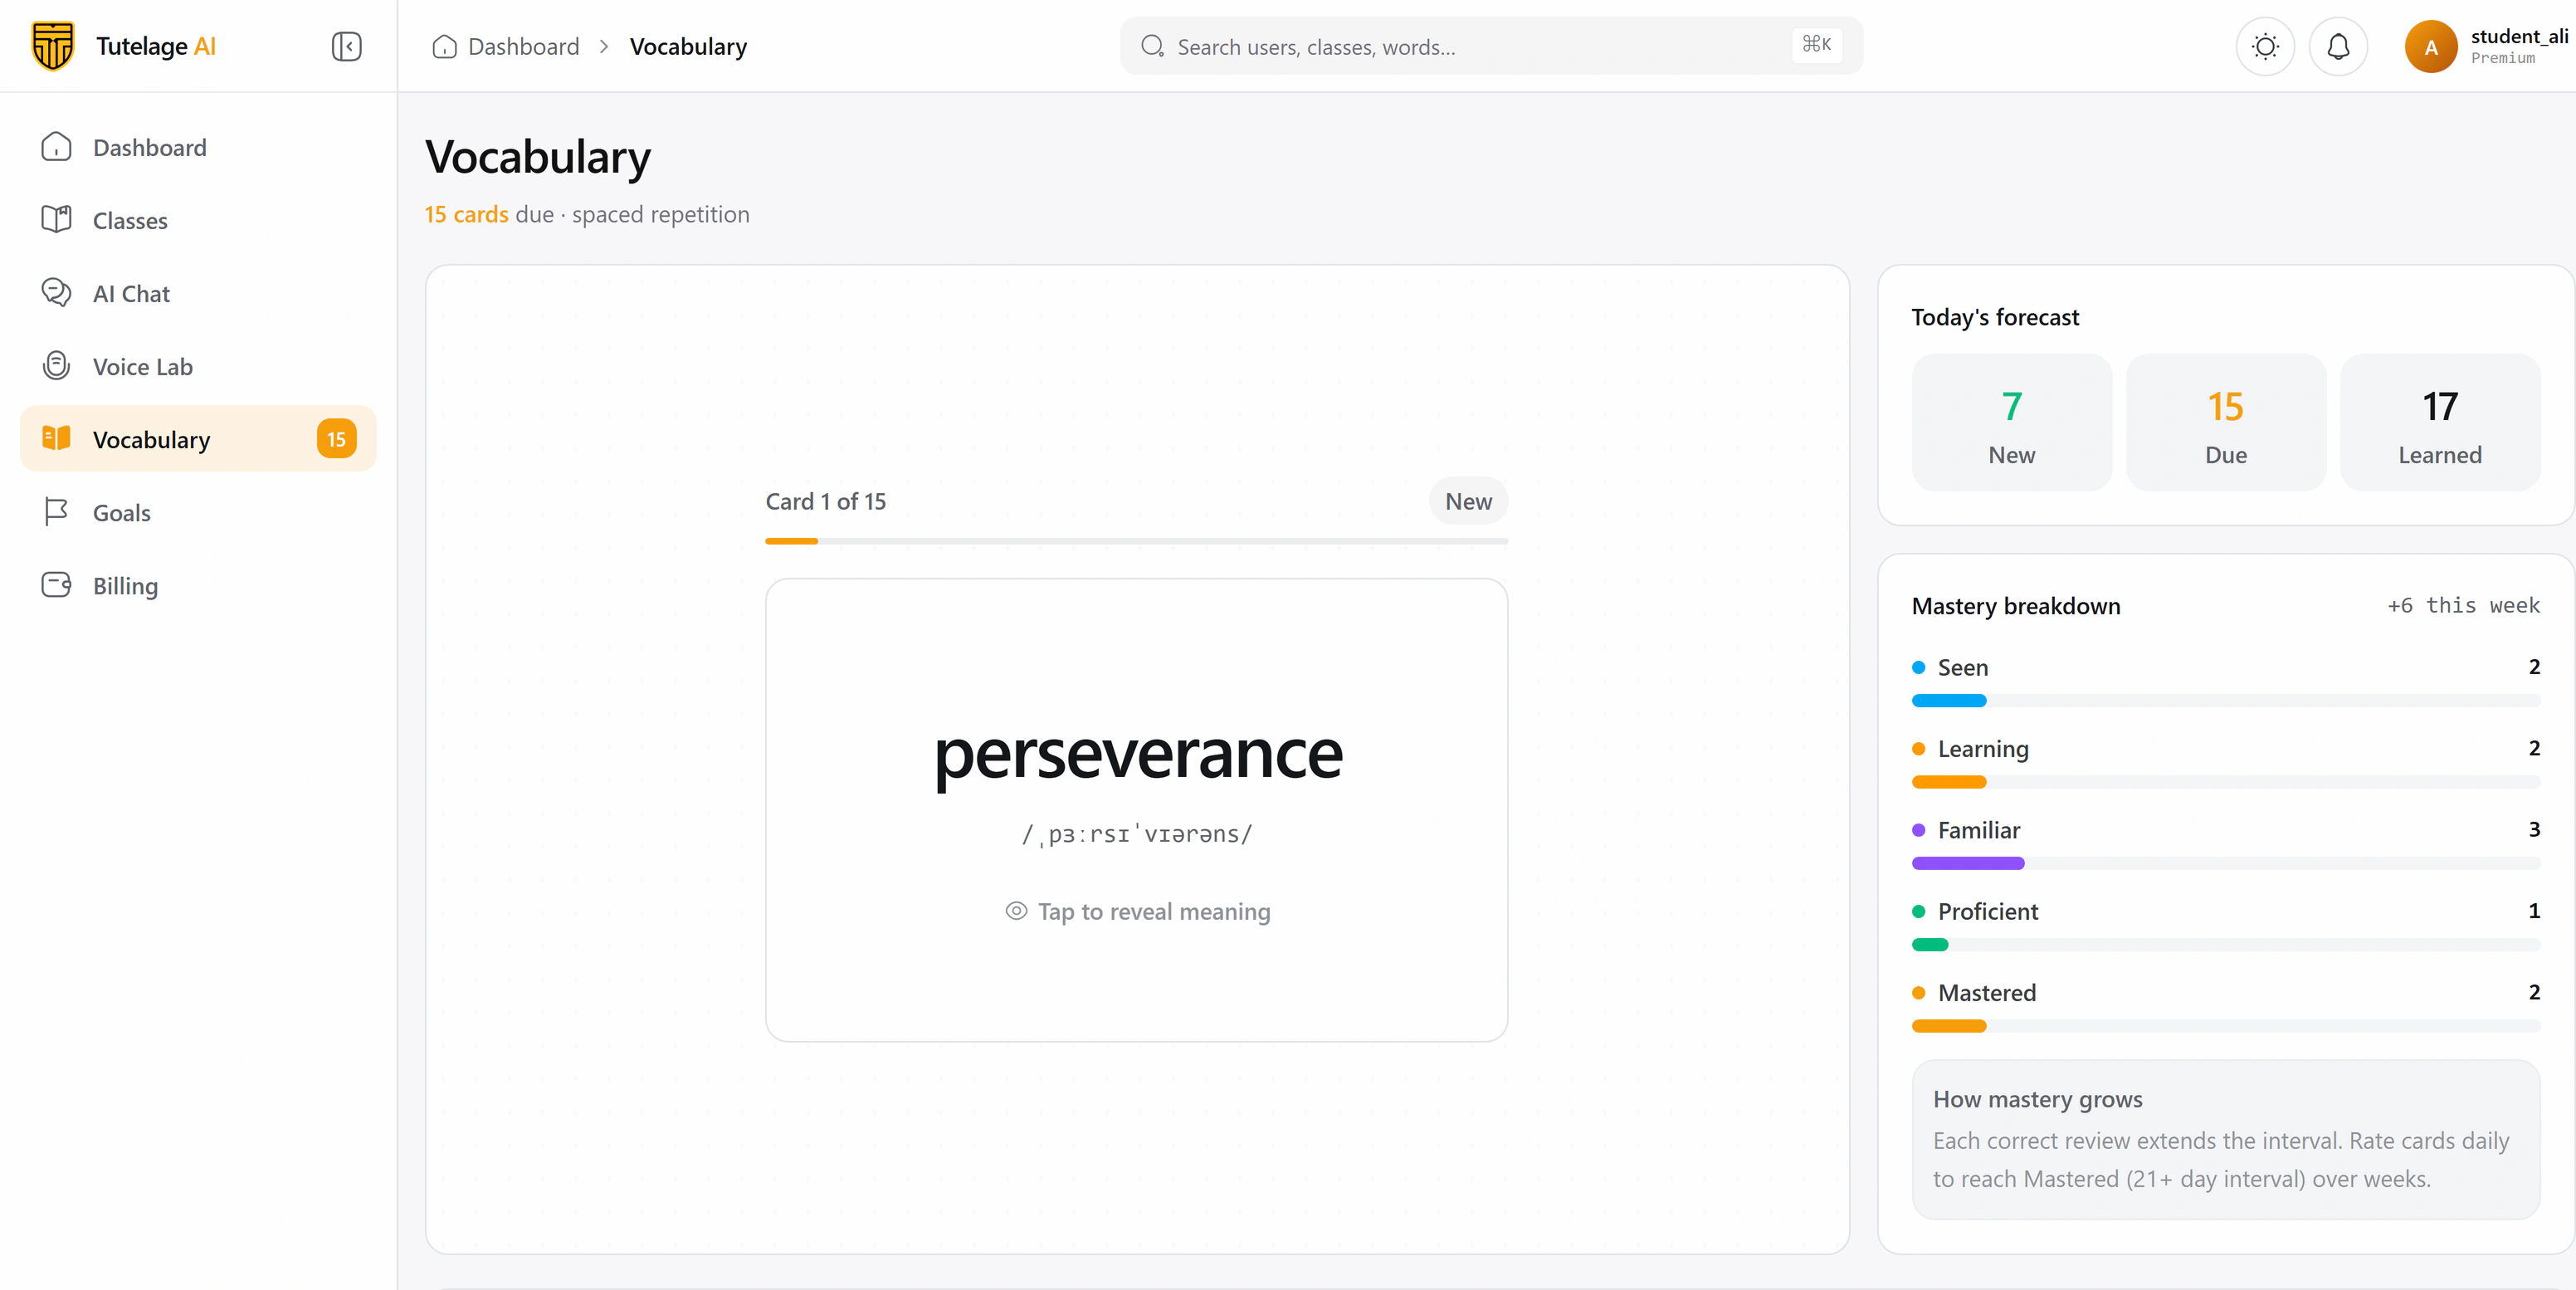 Tutelage AI
Dashboard > Vocabulary
Search users, classes, words...
⌘K
A
student_ali
Premium
Dashboard
Classes
AI Chat
Voice Lab
Vocabulary
15
Goals
Billing
Vocabulary
15 cards due · spaced repetition
Card 1 of 15
New
perseverance
/ˌpɜːrsɪˈvɪərəns/
Tap to reveal meaning
Today's forecast
7
New
15
Due
17
Learned
Mastery breakdown
+6 this week
Seen
2
Learning
2
Familiar
3
Proficient
1
Mastered
2
How mastery grows
Each correct review extends the interval. Rate cards daily
to reach Mastered (21+ day interval) over weeks.